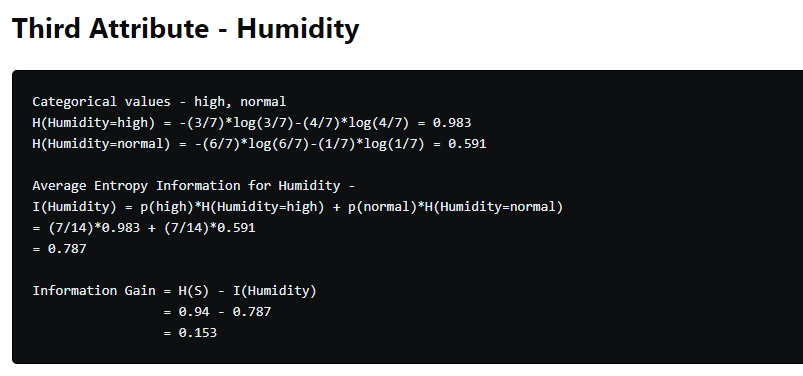 Third Attribute - Humidity
Categorical values - high, normal
H(Humidity=high) = -(3/7)*log(3/7)-(4/7)*log(4/7) = 0.983
H(Humidity=normal) = -(6/7)*log(6/7)-(1/7)*log(1/7) = 0.591
Average Entropy Information for Humidity -
I(Humidity) = p(high)*H(Humidity=high) + p(normal)*H(Humidity=normal)
= (7/14)*0.983 + (7/14)*0.591
= 0.787
Information Gain = H(S) - I(Humidity)
= 0.94 - 0.787
= 0.153